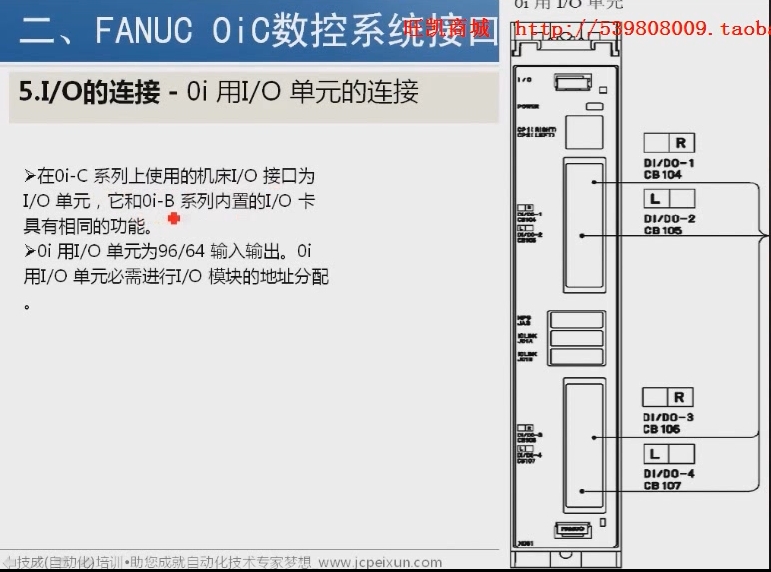 二、FANUC 0iC数控系统接口
旺凯商城 http://539808009.taoba
0i 用 I/O 单元
5.I/O的连接 - 0i 用I/O 单元的连接
➢在0i-C 系列上使用的机床I/O 接口为
I/O 单元，它和0i-B 系列内置的I/O 卡
具有相同的功能。
➢0i 用I/O 单元为96/64 输入输出。0i
用I/O 单元必需进行I/O 模块的地址分配
。
I/O
POWER
R
DI/DO-1
CB104
L
DI/DO-2
CB105
R
DI/DO-3
CB106
L
DI/DO-4
CB107
FANUC
技成(自动化)培训•助您成就自动化技术专家梦想 www.jcpeixun.com